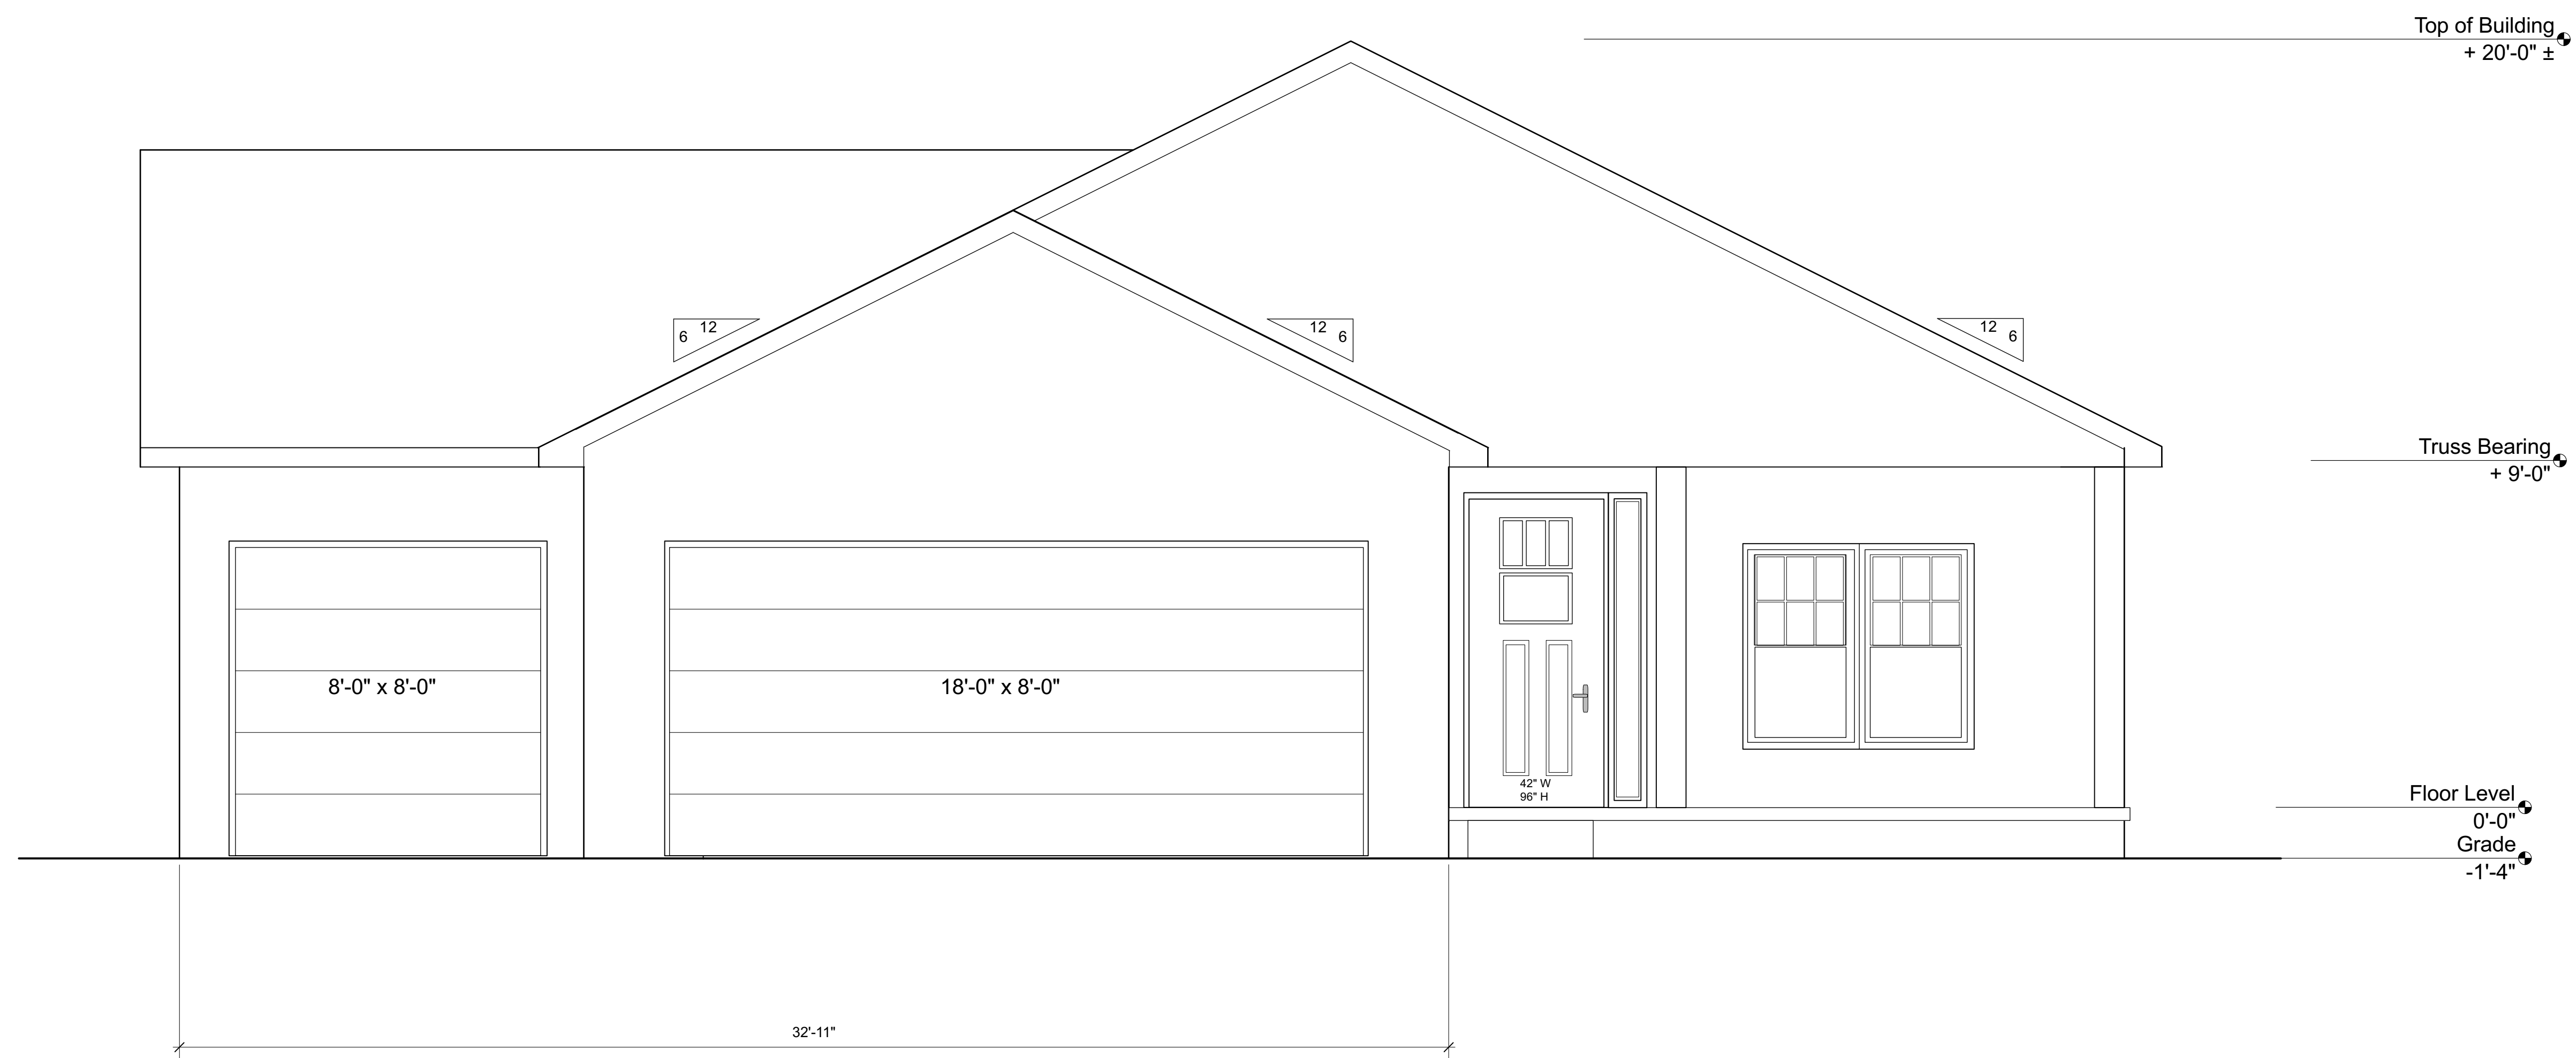 Top of Building
+ 20'-0" ±
12
6
12
6
12
6
Truss Bearing
+ 9'-0"
8'-0" x 8'-0"
18'-0" x 8'-0"
42" W
96" H
Floor Level
0'-0"
Grade
-1'-4"
32'-11"